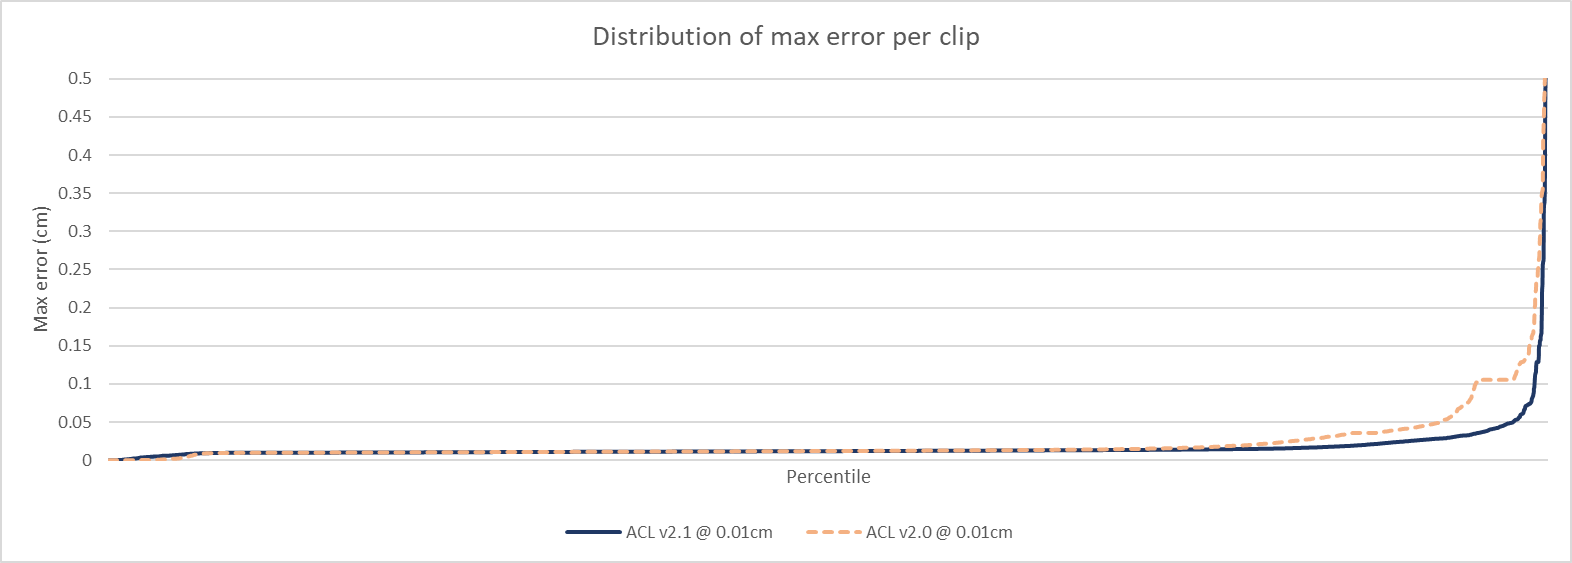 Distribution of max error per clip
Max error (cm)
0.5
0.45
0.4
0.35
0.3
0.25
0.2
0.15
0.1
0.05
0
Percentile
ACL v2.1 @ 0.01cm ACL v2.0 @ 0.01cm